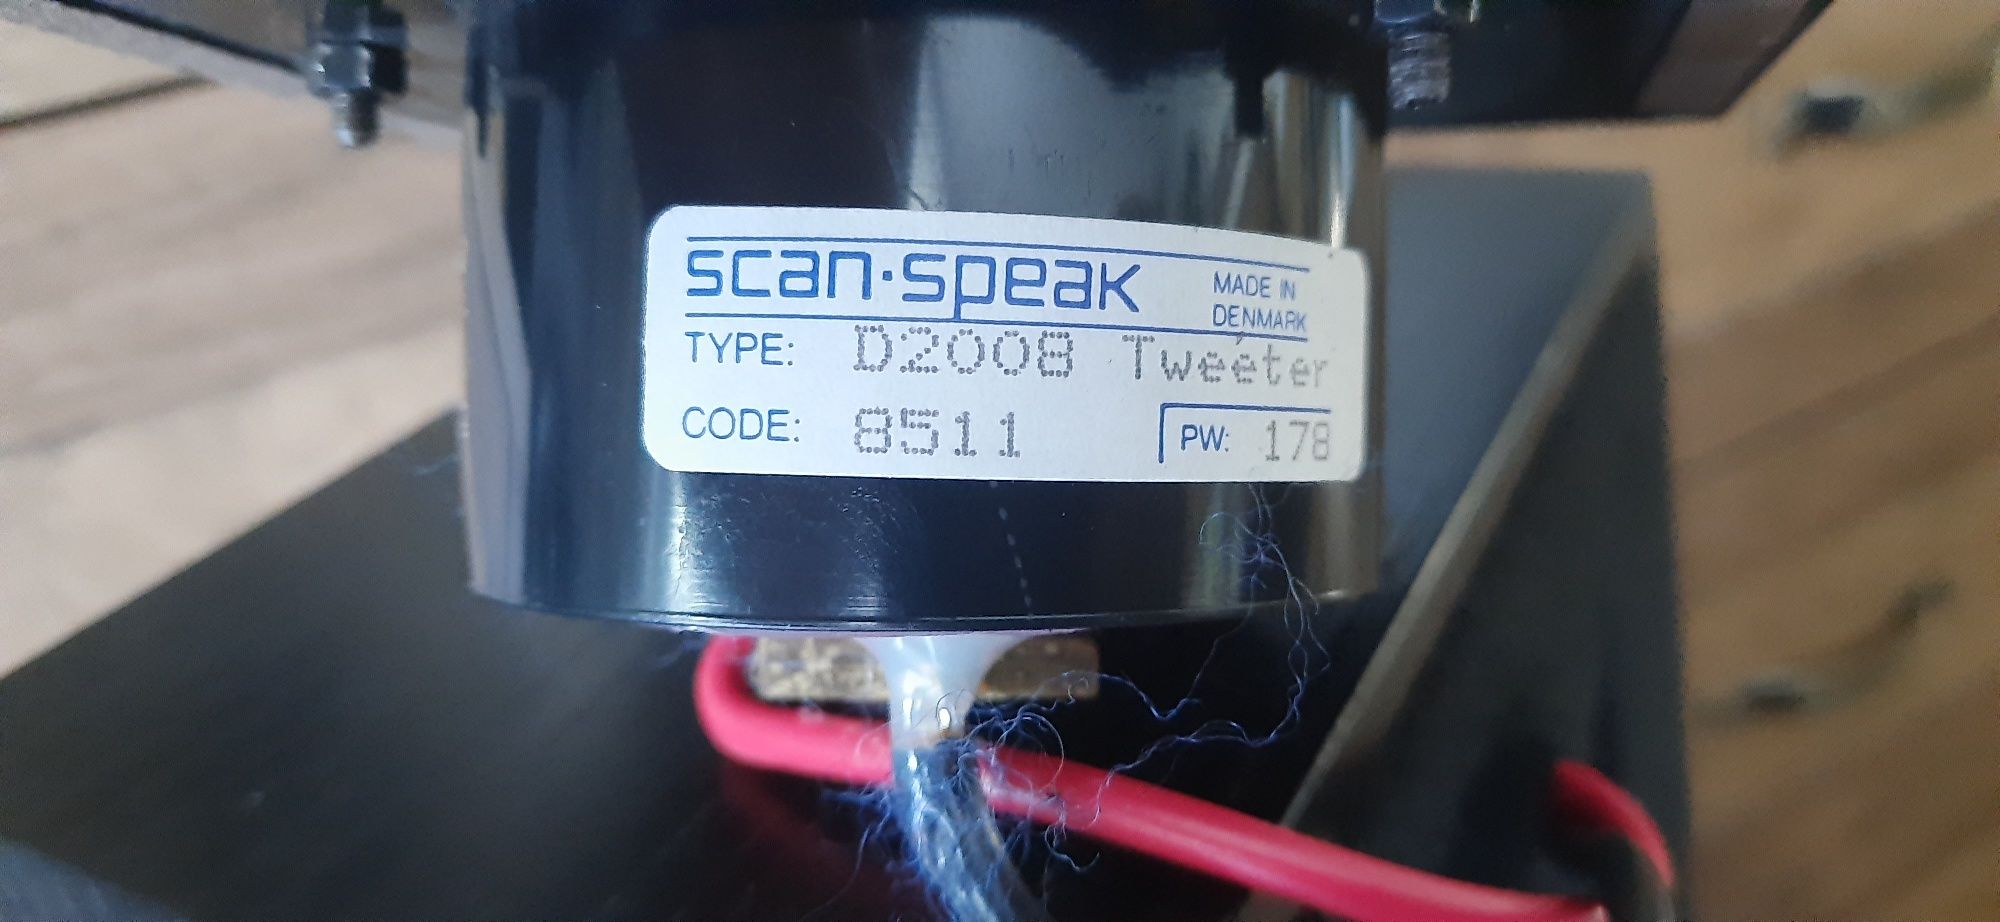 scan·speak
MADE IN
DENMARK
TYPE: D2008 Tweeter
CODE: 8511
PW: 178